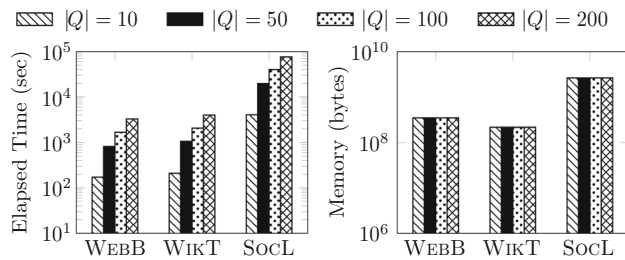 |Q| = 10 |Q| = 50 |Q| = 100 |Q| = 200
Elapsed Time (sec)
10^5
10^4
10^3
10^2
10^1
WEBB WIKT SOCL
Memory (bytes)
10^10
10^8
10^6
WEBB WIKT SOCL